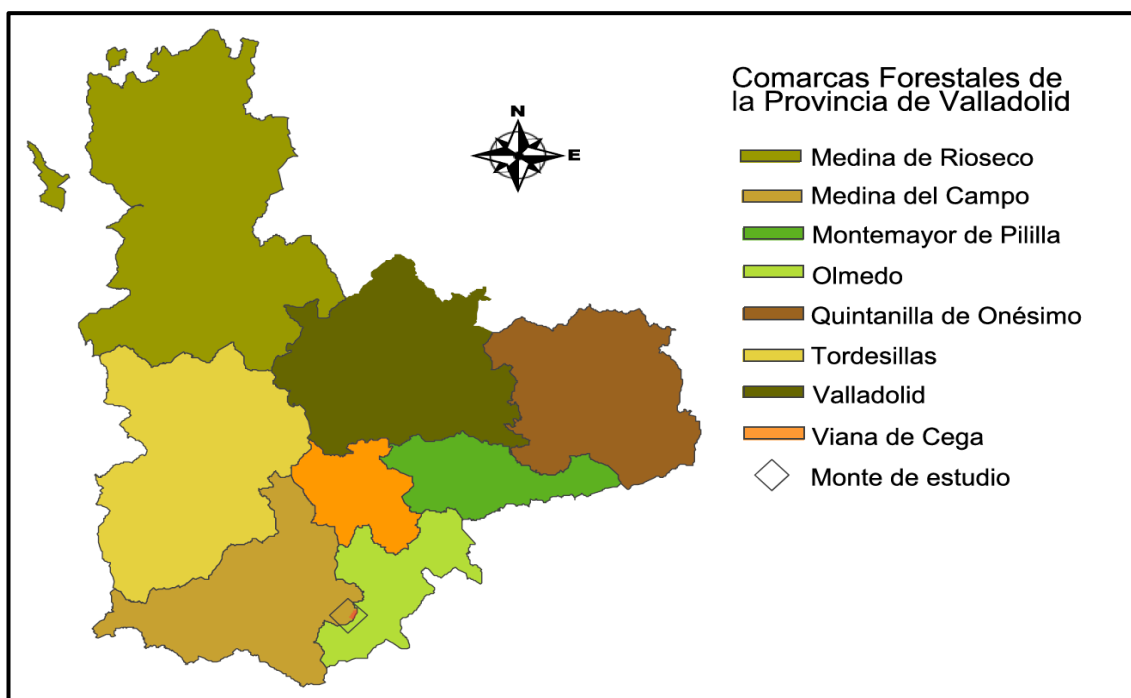 Comarcas Forestales de
la Provincia de Valladolid
N
E
Medina de Rioseco
Medina del Campo
Montemayor de Pililla
Olmedo
Quintanilla de Onésimo
Tordesillas
Valladolid
Viana de Cega
Monte de estudio